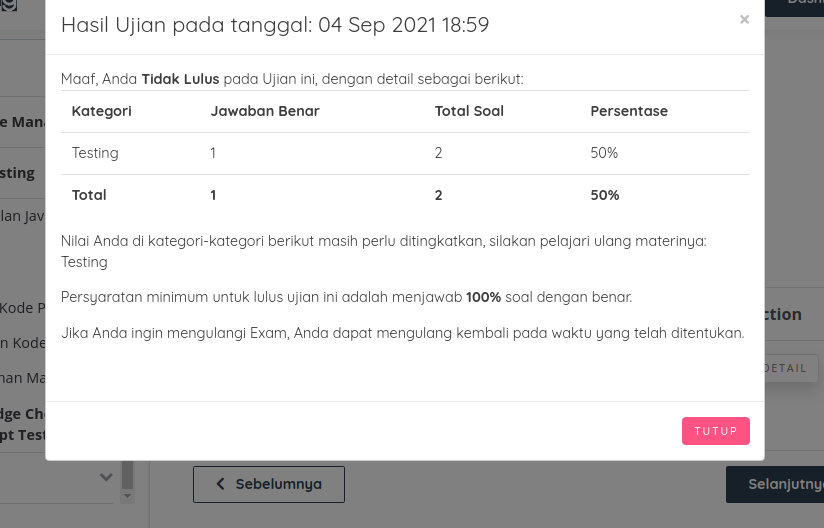 Hasil Ujian pada tanggal: 04 Sep 2021 18:59
×
Maaf, Anda Tidak Lulus pada Ujian ini, dengan detail sebagai berikut:
Kategori Jawaban Benar Total Soal Persentase
Testing 1 2 50%
Total 1 2 50%
Nilai Anda di kategori-kategori berikut masih perlu ditingkatkan, silakan pelajari ulang materinya:
Testing
Persyaratan minimum untuk lulus ujian ini adalah menjawab 100% soal dengan benar.
Jika Anda ingin mengulangi Exam, Anda dapat mengulang kembali pada waktu yang telah ditentukan.
TUTUP
e Man
sting
lan Jav
Kode P
n Kode
nan Ma
dge Ch
pt Test
ction
DETAIL
Sebelumnya
Selanjutny